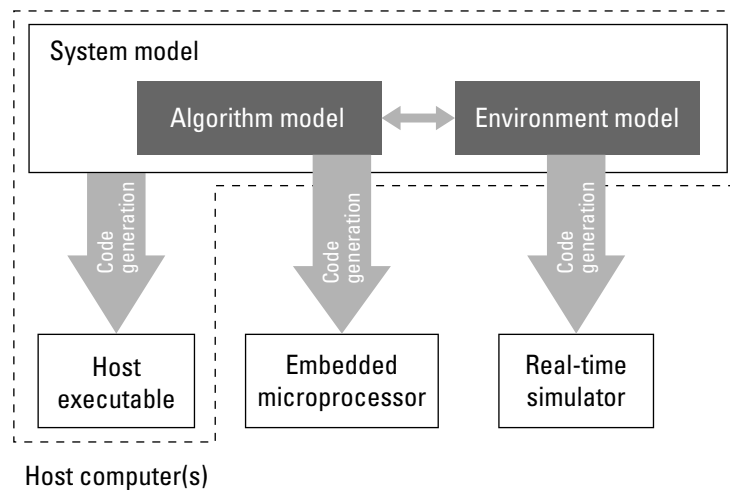 System model
Algorithm model
Environment model
Code
generation
Code
generation
Code
generation
Host
executable
Embedded
microprocessor
Real-time
simulator
Host computer(s)